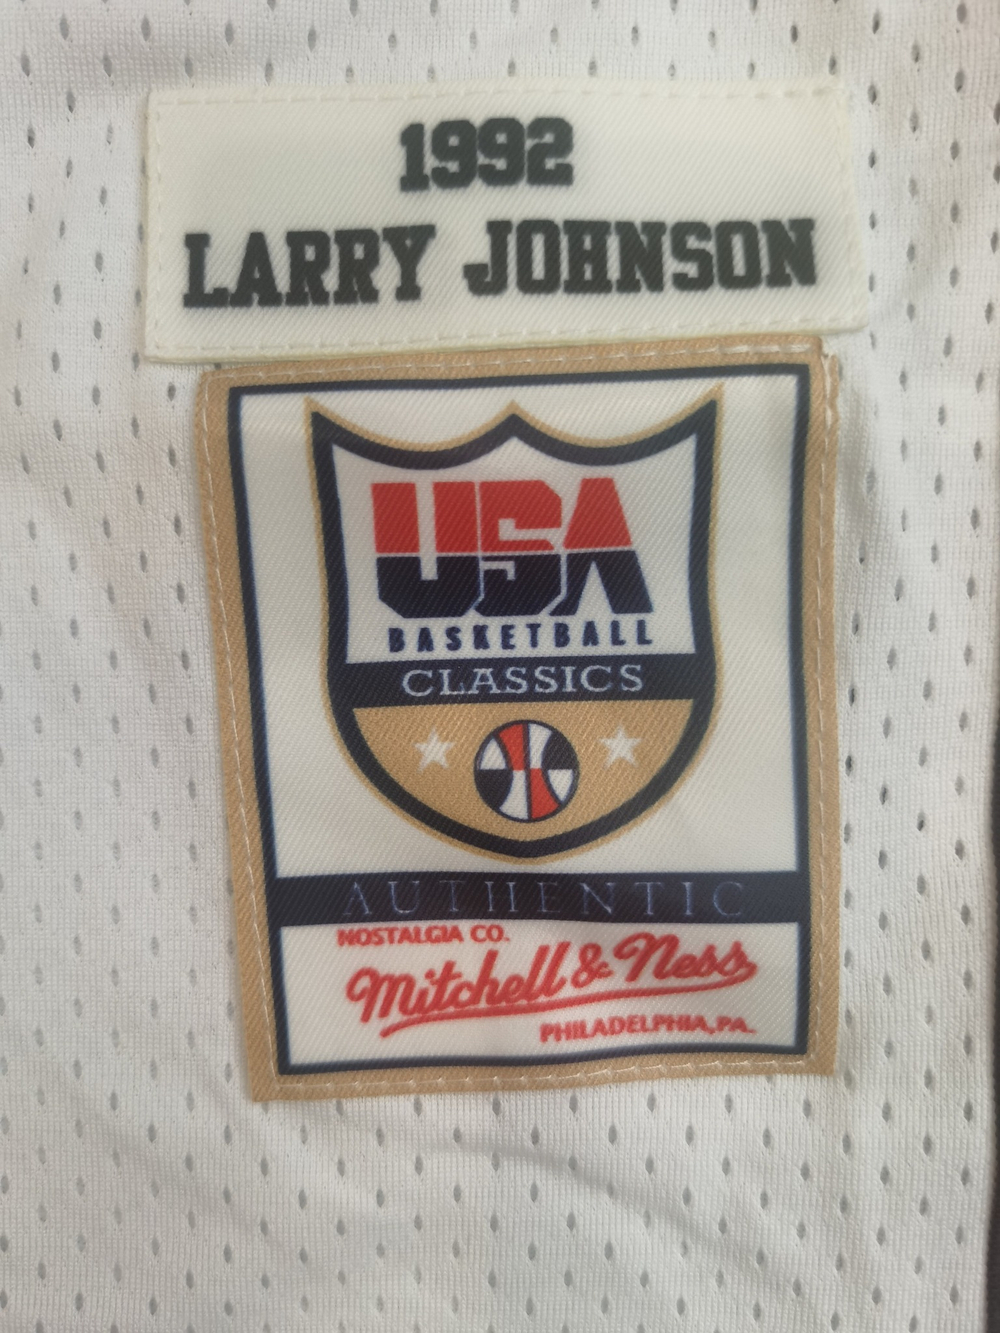 1992
LARRY JOHNSON
USA
BASKETBALL
CLASSICS
AUTHENTIC
NOSTALGIA CO.
Mitchell & Ness
PHILADELPHIA, PA.